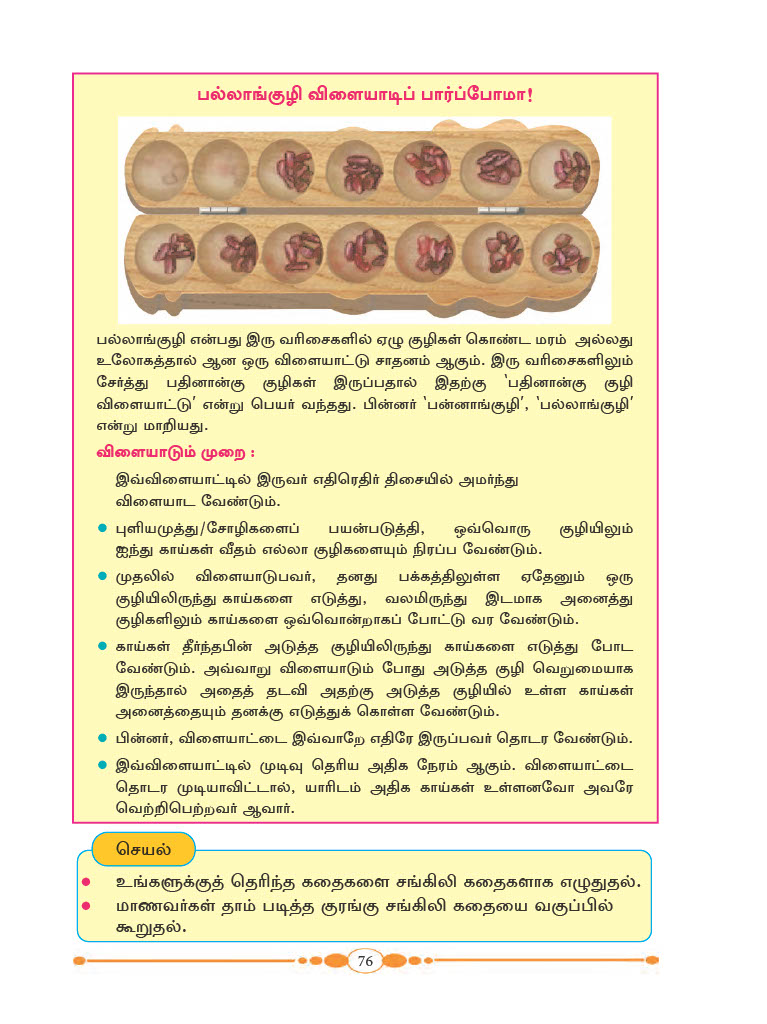 பல்லாங்குழி விளையாடிப் பார்ப்போமா!
பல்லாங்குழி என்பது இரு வரிசைகளில் ஏழு குழிகள் கொண்ட மரம் அல்லது
உலோகத்தால் ஆன ஒரு விளையாட்டு சாதனம் ஆகும். இரு வரிசைகளிலும்
சேர்த்து பதினான்கு குழிகள் இருப்பதால் இதற்கு ‘பதினான்கு குழி
விளையாட்டு’ என்று பெயர் வந்தது. பின்னர் ‘பன்னாங்குழி’, ‘பல்லாங்குழி’
என்று மாறியது.
விளையாடும் முறை :
இவ்விளையாட்டில் இருவர் எதிரெதிர் திசையில் அமர்ந்து
விளையாட வேண்டும்.
• புளியமுத்து/சோழிகளைப் பயன்படுத்தி, ஒவ்வொரு குழியிலும்
ஐந்து காய்கள் வீதம் எல்லா குழிகளையும் நிரப்ப வேண்டும்.
• முதலில் விளையாடுபவர், தனது பக்கத்திலுள்ள ஏதேனும் ஒரு
குழியிலிருந்து காய்களை எடுத்து, வலமிருந்து இடமாக அனைத்து
குழிகளிலும் காய்களை ஒவ்வொன்றாகப் போட்டு வர வேண்டும்.
• காய்கள் தீர்ந்தபின் அடுத்த குழியிலிருந்து காய்களை எடுத்து போட
வேண்டும். அவ்வாறு விளையாடும் போது அடுத்த குழி வெறுமையாக
இருந்தால் அதைத் தடவி அதற்கு அடுத்த குழியில் உள்ள காய்கள்
அனைத்தையும் தனக்கு எடுத்துக் கொள்ள வேண்டும்.
• பின்னர், விளையாட்டை இவ்வாறே எதிரே இருப்பவர் தொடர வேண்டும்.
• இவ்விளையாட்டில் முடிவு தெரிய அதிக நேரம் ஆகும். விளையாட்டை
தொடர முடியாவிட்டால், யாரிடம் அதிக காய்கள் உள்ளனவோ அவரே
வெற்றிபெற்றவர் ஆவார்.
செயல்
• உங்களுக்குத் தெரிந்த கதைகளை சங்கிலி கதைகளாக எழுதுதல்.
• மாணவர்கள் தாம் படித்த குரங்கு சங்கிலி கதையை வகுப்பில்
கூறுதல்.
76